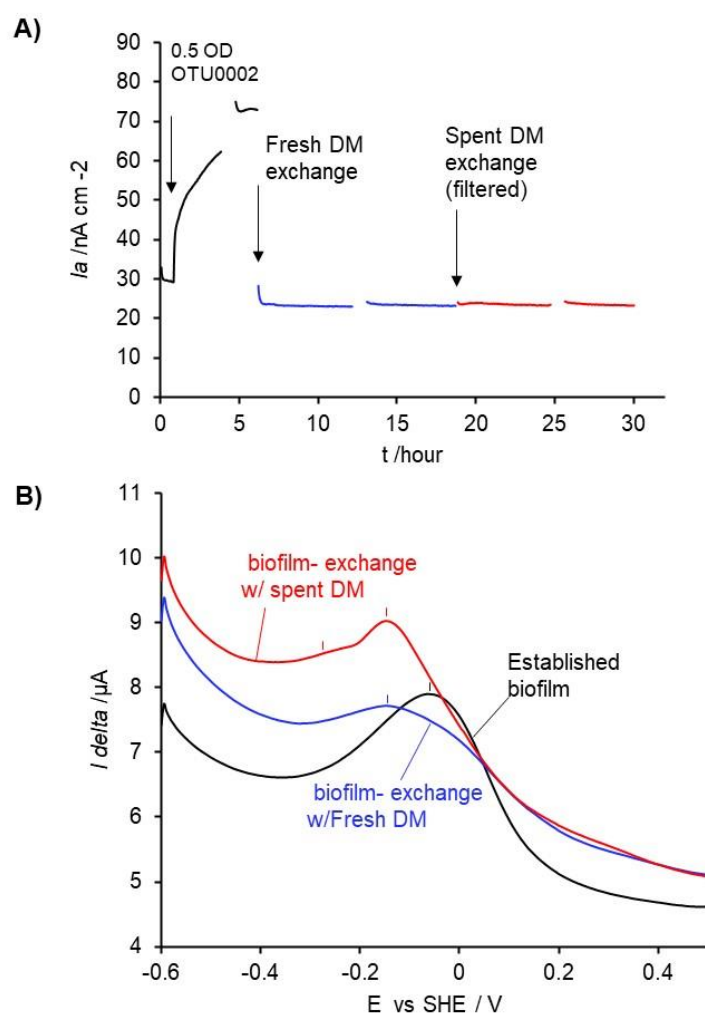 A)
0.5 OD
OTU0002
Fresh DM
exchange
Spent DM
exchange
(filtered)
Ia /nA cm -2
90
80
70
60
50
40
30
20
10
0
0 5 10 15 20 25 30
t /hour
B)
biofilm- exchange
w/ spent DM
Established
biofilm
biofilm- exchange
w/Fresh DM
I delta /µA
11
10
9
8
7
6
5
4
-0.6 -0.4 -0.2 0 0.2 0.4
E vs SHE / V